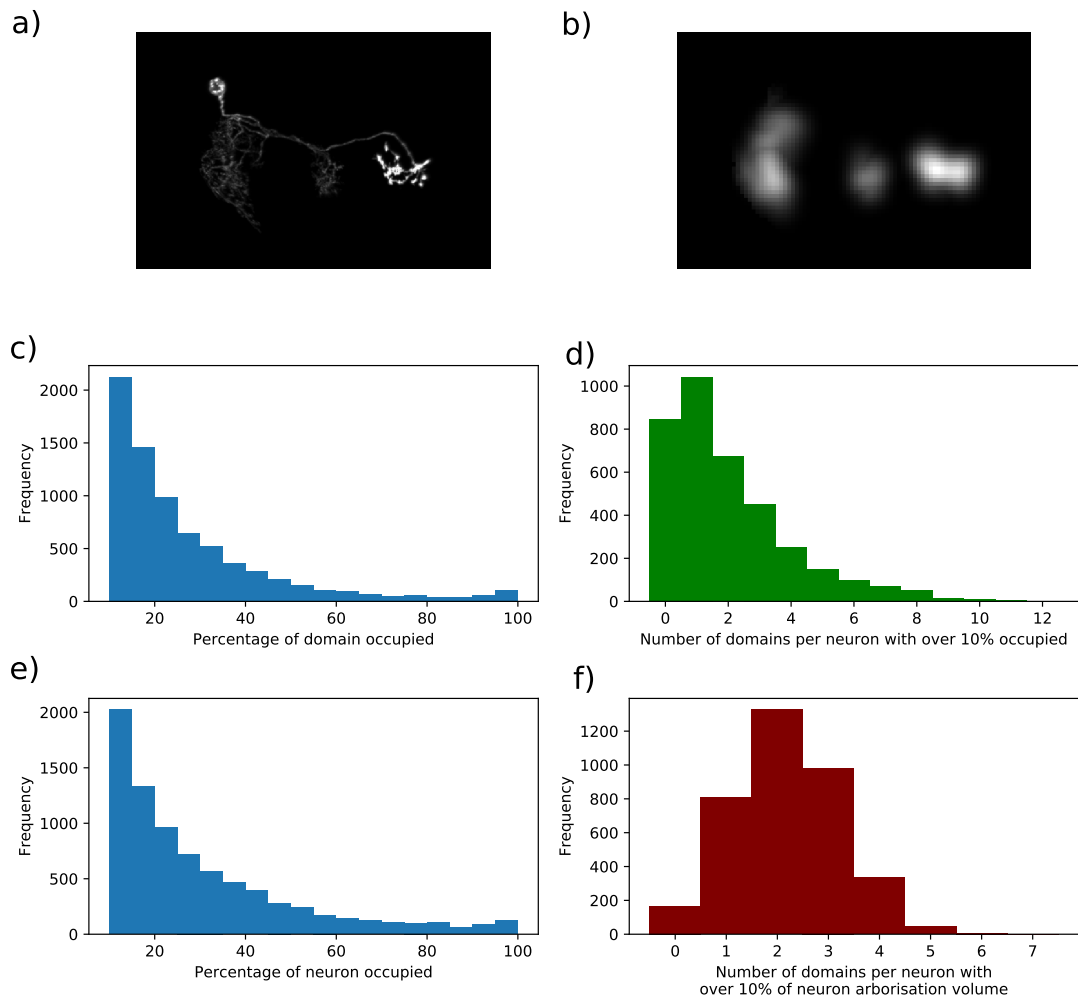 a)
b)
c)
2000
1500
1000
500
0
Frequency
20 40 60 80 100
Percentage of domain occupied
d)
1000
800
600
400
200
0
Frequency
0 2 4 6 8 10 12
Number of domains per neuron with over 10% occupied
e)
2000
1500
1000
500
0
Frequency
20 40 60 80 100
Percentage of neuron occupied
f)
1200
1000
800
600
400
200
0
Frequency
0 1 2 3 4 5 6 7
Number of domains per neuron with
over 10% of neuron arborisation volume